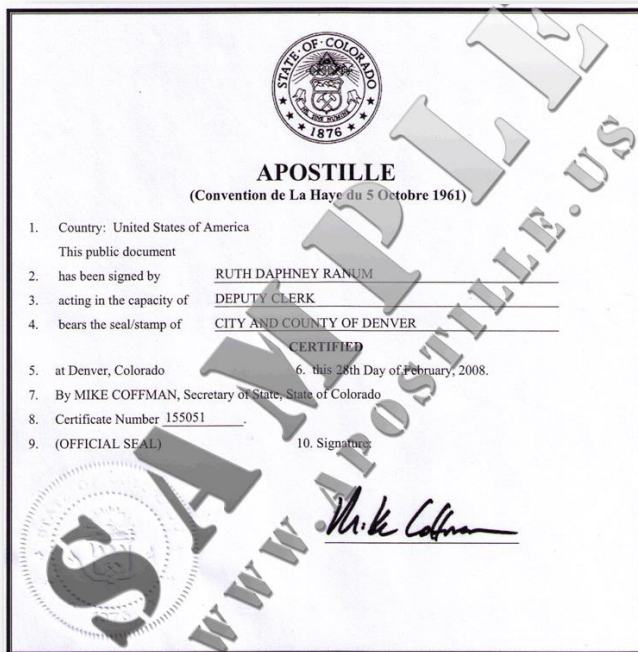 STATE·OF·COLORADO
NIL SINE NUMINE
★ 1876 ★
APOSTILLE
(Convention de La Haye du 5 Octobre 1961)
1. Country: United States of America
This public document
2. has been signed by RUTH DAPHNEY RANUM
3. acting in the capacity of DEPUTY CLERK
4. bears the seal/stamp of CITY AND COUNTY OF DENVER
CERTIFIED
5. at Denver, Colorado 6. this 28th Day of February, 2008.
7. By MIKE COFFMAN, Secretary of State, State of Colorado
8. Certificate Number 155051.
9. (OFFICIAL SEAL) 10. Signature:
Mike Coffman
SAMPLE
WWW.APOSTILLE.US